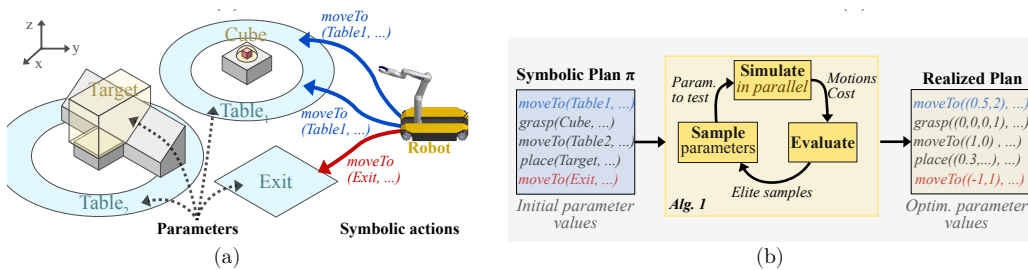 z
y
x
Target
Cube
moveTo
(Table1, ...)
Table1
moveTo
(Table1, ...)
Robot
moveTo
(Exit, ...)
Exit
Table2
Parameters
Symbolic actions
(a)
Symbolic Plan π
moveTo(Table1, ...)
grasp(Cube, ...)
moveTo(Table2, ...)
place(Target, ...)
moveTo(Exit, ...)
Initial parameter
values
Param.
to test
Simulate
in parallel
Motions
Cost
Sample
parameters
Evaluate
Elite samples
Alg. 1
Realized Plan
moveTo((0.5,2), ...)
grasp((0,0,0,1), ...)
moveTo((1,0) , ...)
place((0.3,...), ...)
moveTo((-1,1), ...)
Optim. parameter
values
(b)